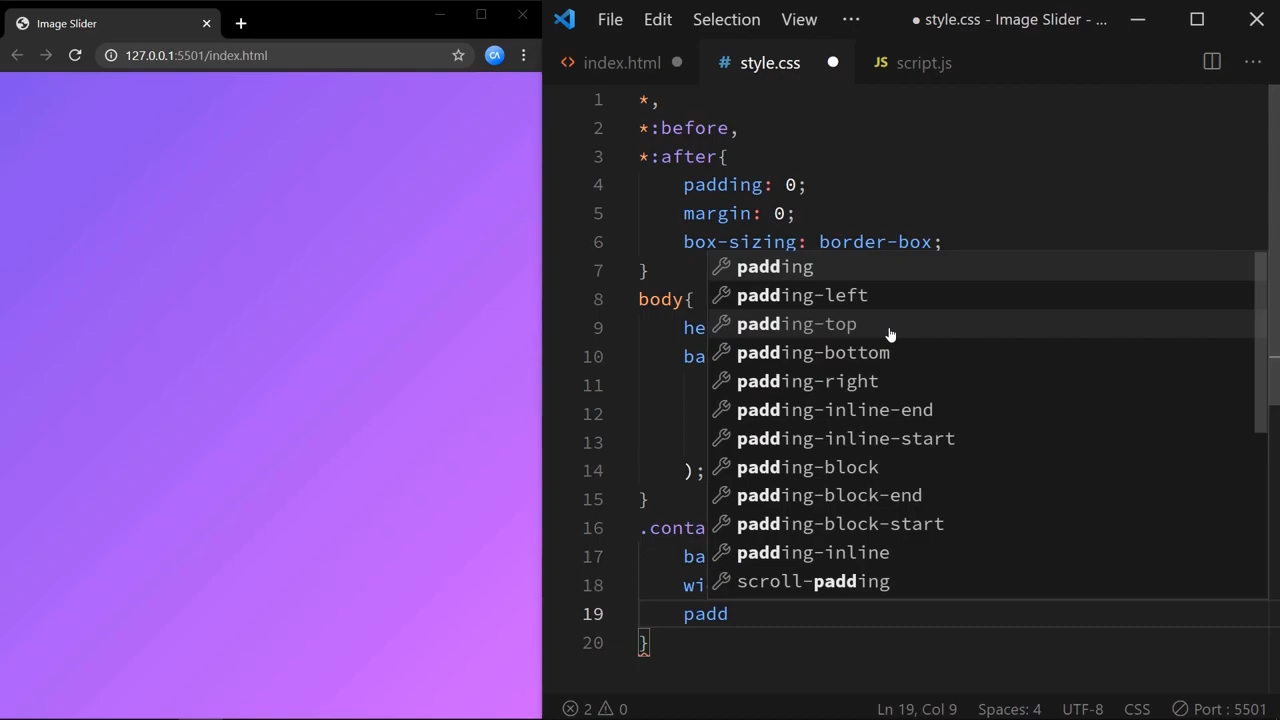 Image Slider
127.0.0.1:5501/index.html
CA
File Edit Selection View ··· ● style.css - Image Slider - ...
<> index.html ● # style.css ● JS script.js
1 *,
2 *:before,
3 *:after{
4 padding: 0;
5 margin: 0;
6 box-sizing: border-box;
7 }
8 body{
9 he
10 ba
11
12
13
14 );
15 }
16 .conta
17 ba
18 wi
19 padd
20 }
padding
padding-left
padding-top
padding-bottom
padding-right
padding-inline-end
padding-inline-start
padding-block
padding-block-end
padding-block-start
padding-inline
scroll-padding
2 0 Ln 19, Col 9 Spaces: 4 UTF-8 CSS Port : 5501